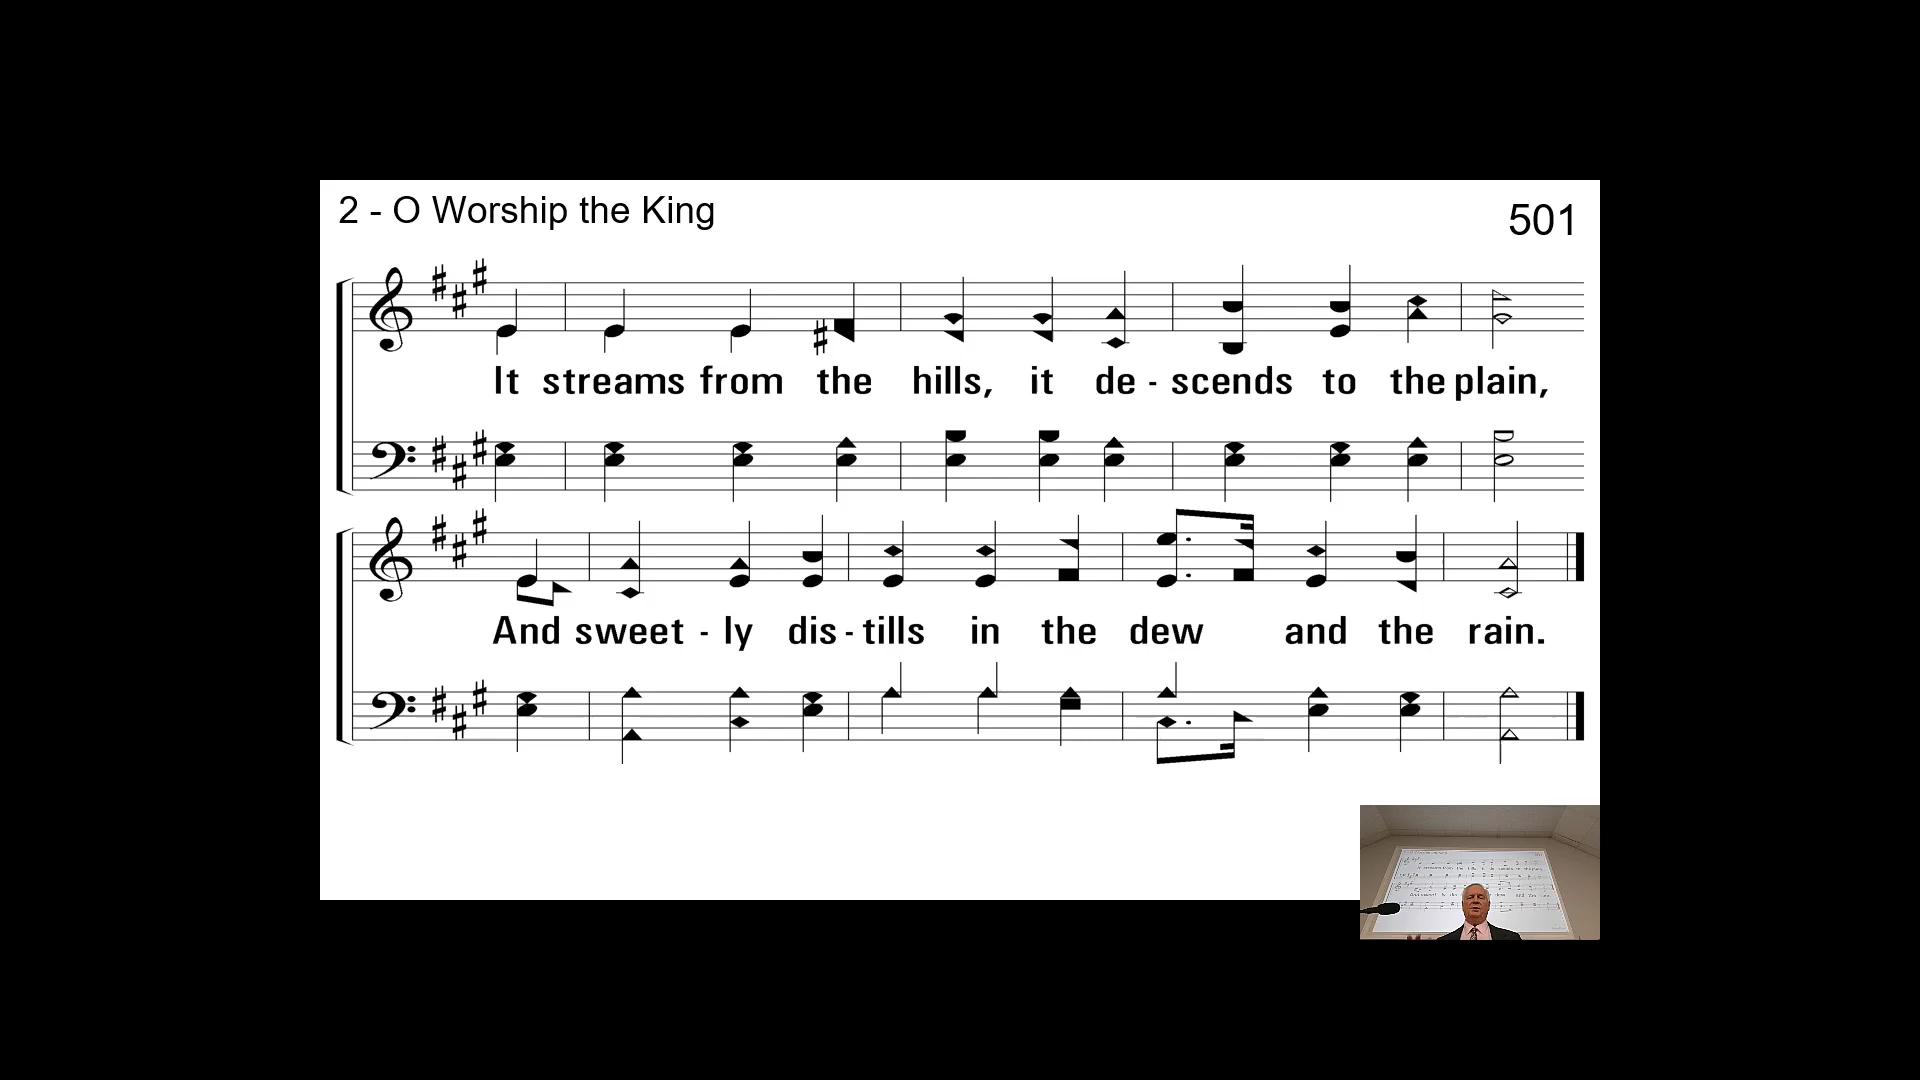 2 - O Worship the King
501
It streams from the hills, it de - scends to the plain,
And sweet - ly dis - tills in the dew and the rain.